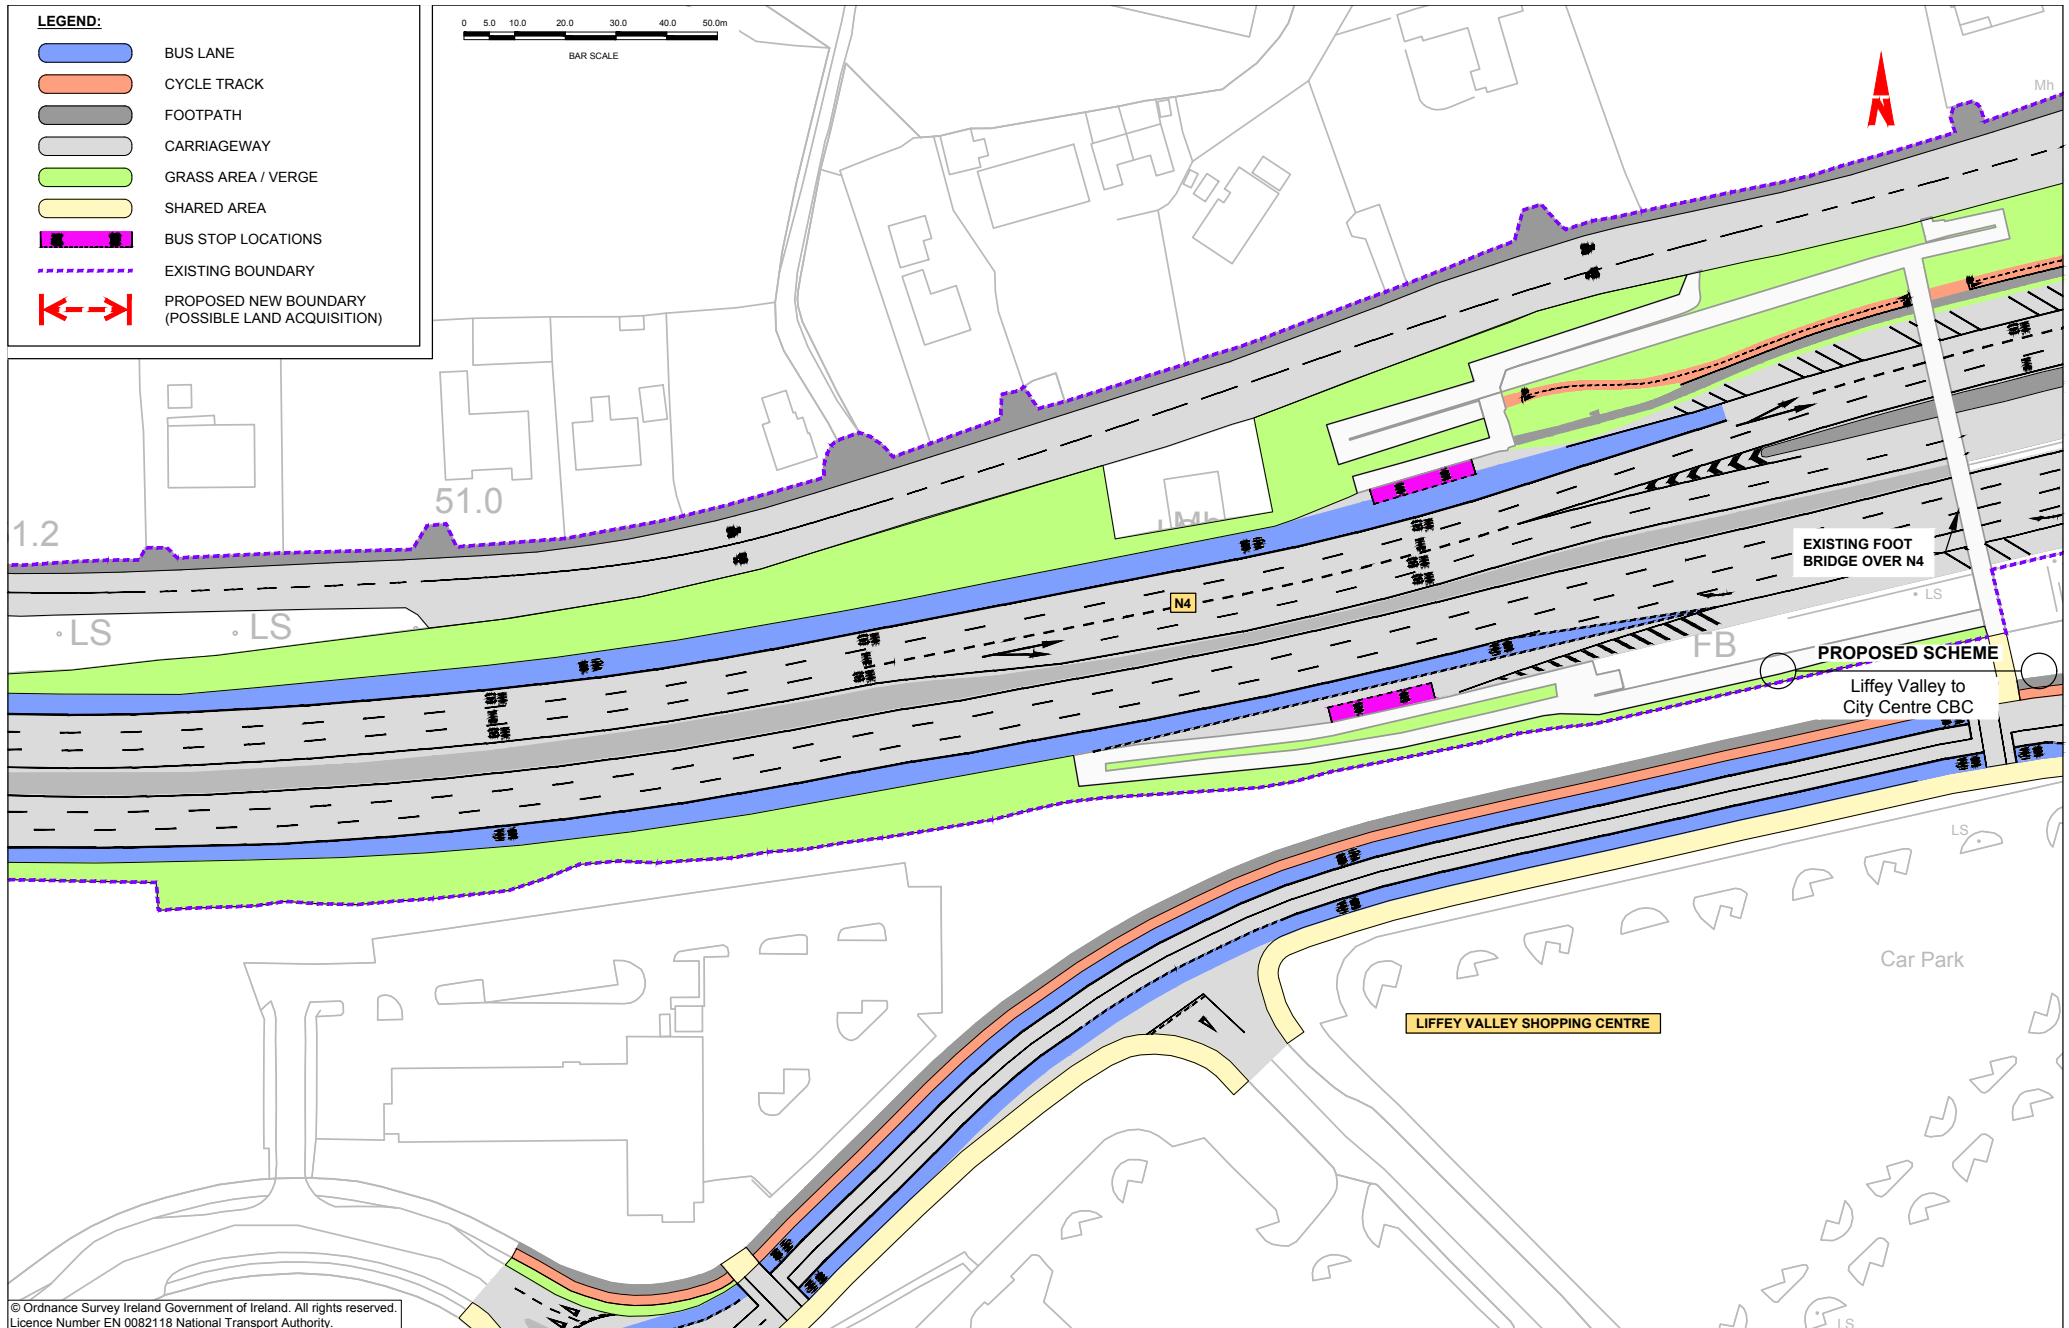 LEGEND:
BUS LANE
CYCLE TRACK
FOOTPATH
CARRIAGEWAY
GRASS AREA / VERGE
SHARED AREA
BUS STOP LOCATIONS
EXISTING BOUNDARY
PROPOSED NEW BOUNDARY
(POSSIBLE LAND ACQUISITION)
0 5.0 10.0 20.0 30.0 40.0 50.0m
BAR SCALE
N
Mh
51.0
1.2
LS
LS
Mh
EXISTING FOOT
BRIDGE OVER N4
N4
LS
FB
PROPOSED SCHEME
Liffey Valley to
City Centre CBC
LS
Car Park
LIFFEY VALLEY SHOPPING CENTRE
LS
© Ordnance Survey Ireland Government of Ireland. All rights reserved.
Licence Number EN 0082118 National Transport Authority.